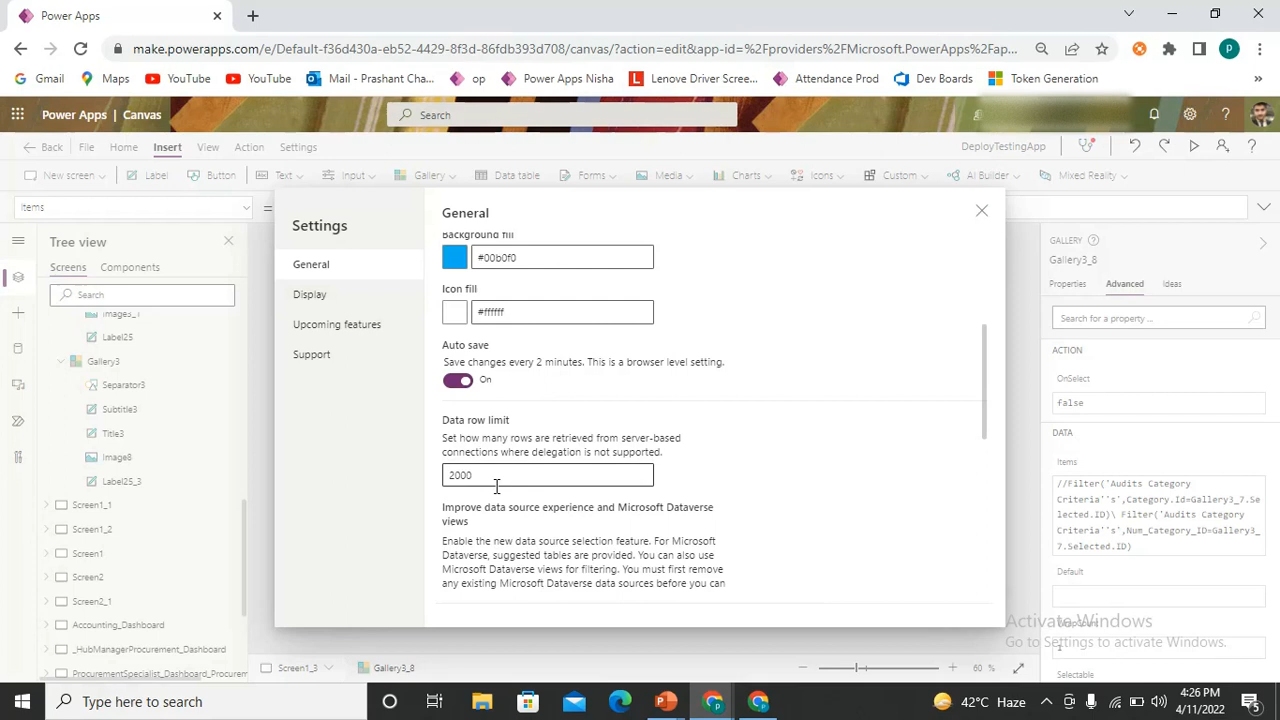 Power Apps
make.powerapps.com/e/Default-f36d430a-eb52-4429-8f3d-86fdb393d708/canvas/?action=edit&app-id=%2Fproviders%2FMicrosoft.PowerApps%2Fap...
Gmail Maps YouTube YouTube Mail - Prashant Cha... op Power Apps Nisha Lenove Driver Scree... Attendance Prod Dev Boards Token Generation »
Power Apps | Canvas Search
Back File Home Insert View Action Settings DeployTestingApp
New screen Label Button Text Input Gallery Data table Forms Media Charts Icons Custom AI Builder Mixed Reality
Items =
Tree view
Screens Components
Search
Images_1
Label25
Gallery3
Separator3
Subtitle3
Title3
Image8
Label25_3
Screen1_1
Screen1_2
Screen1
Screen2
Screen2_1
Accounting_Dashboard
_HubManagerProcurement_Dashboard
ProcurementSpecialist_Dashboard_Procurem
Settings
General
Display
Upcoming features
Support
General
Background fill
#00b0f0
Icon fill
#ffffff
Auto save
Save changes every 2 minutes. This is a browser level setting.
On
Data row limit
Set how many rows are retrieved from server-based
connections where delegation is not supported.
2000
Improve data source experience and Microsoft Dataverse
views
Enable the new data source selection feature. For Microsoft
Dataverse, suggested tables are provided. You can also use
Microsoft Dataverse views for filtering. You must first remove
any existing Microsoft Dataverse data sources before you can
GALLERY
Gallery3_8
Properties Advanced Ideas
Search for a property ...
ACTION
OnSelect
false
DATA
Items
//Filter('Audits Category
Criteria''s',Category.Id=Gallery3_7.Se
lected.ID)\ Filter('Audits Category
Criteria''s',Num_Category_ID=Gallery3_
7.Selected.ID)
Default
WrapCount
1
Selectable
Activate Windows
Go to Settings to activate Windows.
Screen1_3 Gallery3_8 60 %
Type here to search 42°C Haze 4:26 PM
4/11/2022